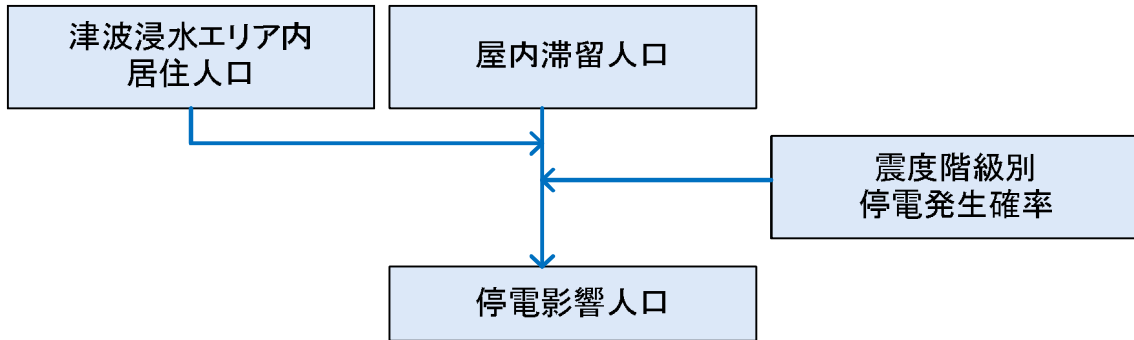 津波浸水エリア内
居住人口
屋内滞留人口
震度階級別
停電発生確率
停電影響人口